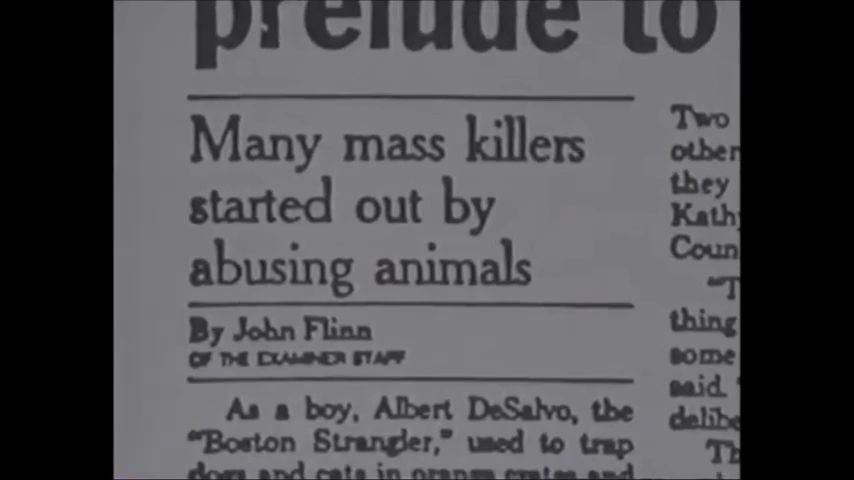 prelude to
Many mass killers
started out by
abusing animals
By John Flinn
OF THE EXAMINER STAFF
As a boy, Albert DeSalvo, the
"Boston Strangler," used to trap
dogs and cats in orange crates and
Two
other
they
Kathy
Coun
"T
thing
some
said. "
delibe
Th